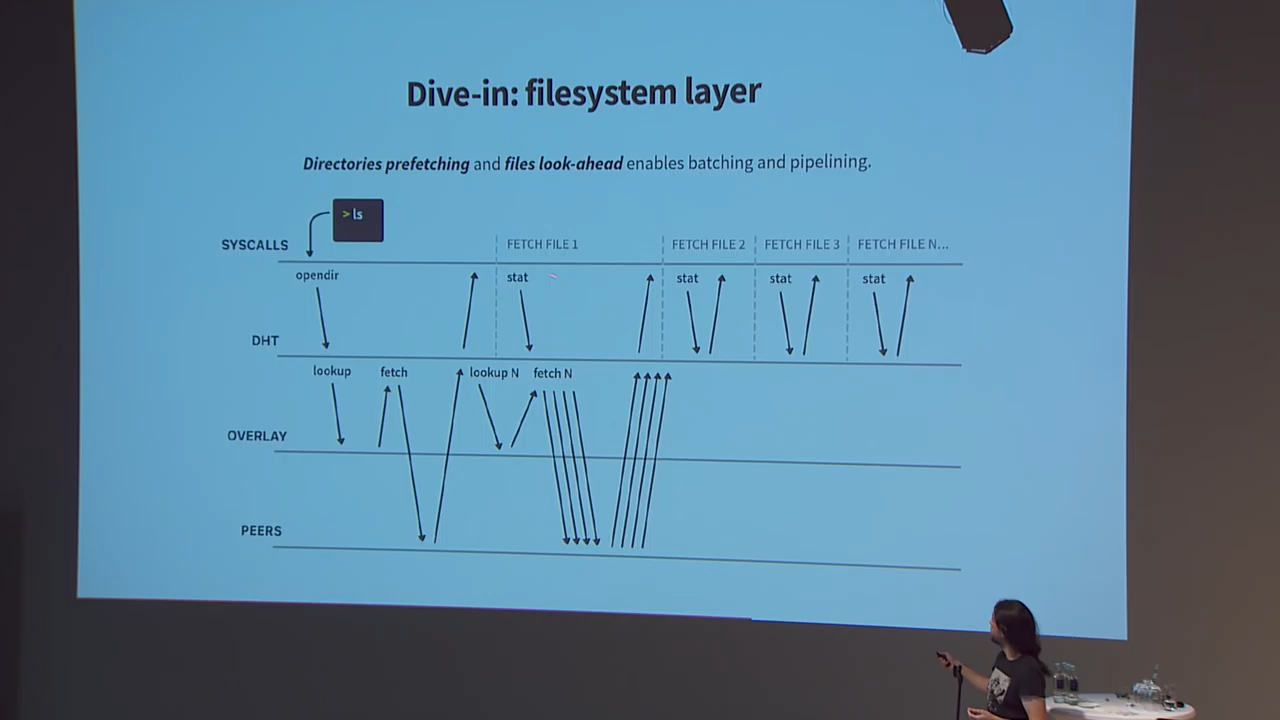 Dive-in: filesystem layer
Directories prefetching and files look-ahead enables batching and pipelining.
> ls
SYSCALLS
FETCH FILE 1
FETCH FILE 2
FETCH FILE 3
FETCH FILE N...
opendir
stat
stat
stat
stat
DHT
lookup
fetch
lookup N
fetch N
OVERLAY
PEERS